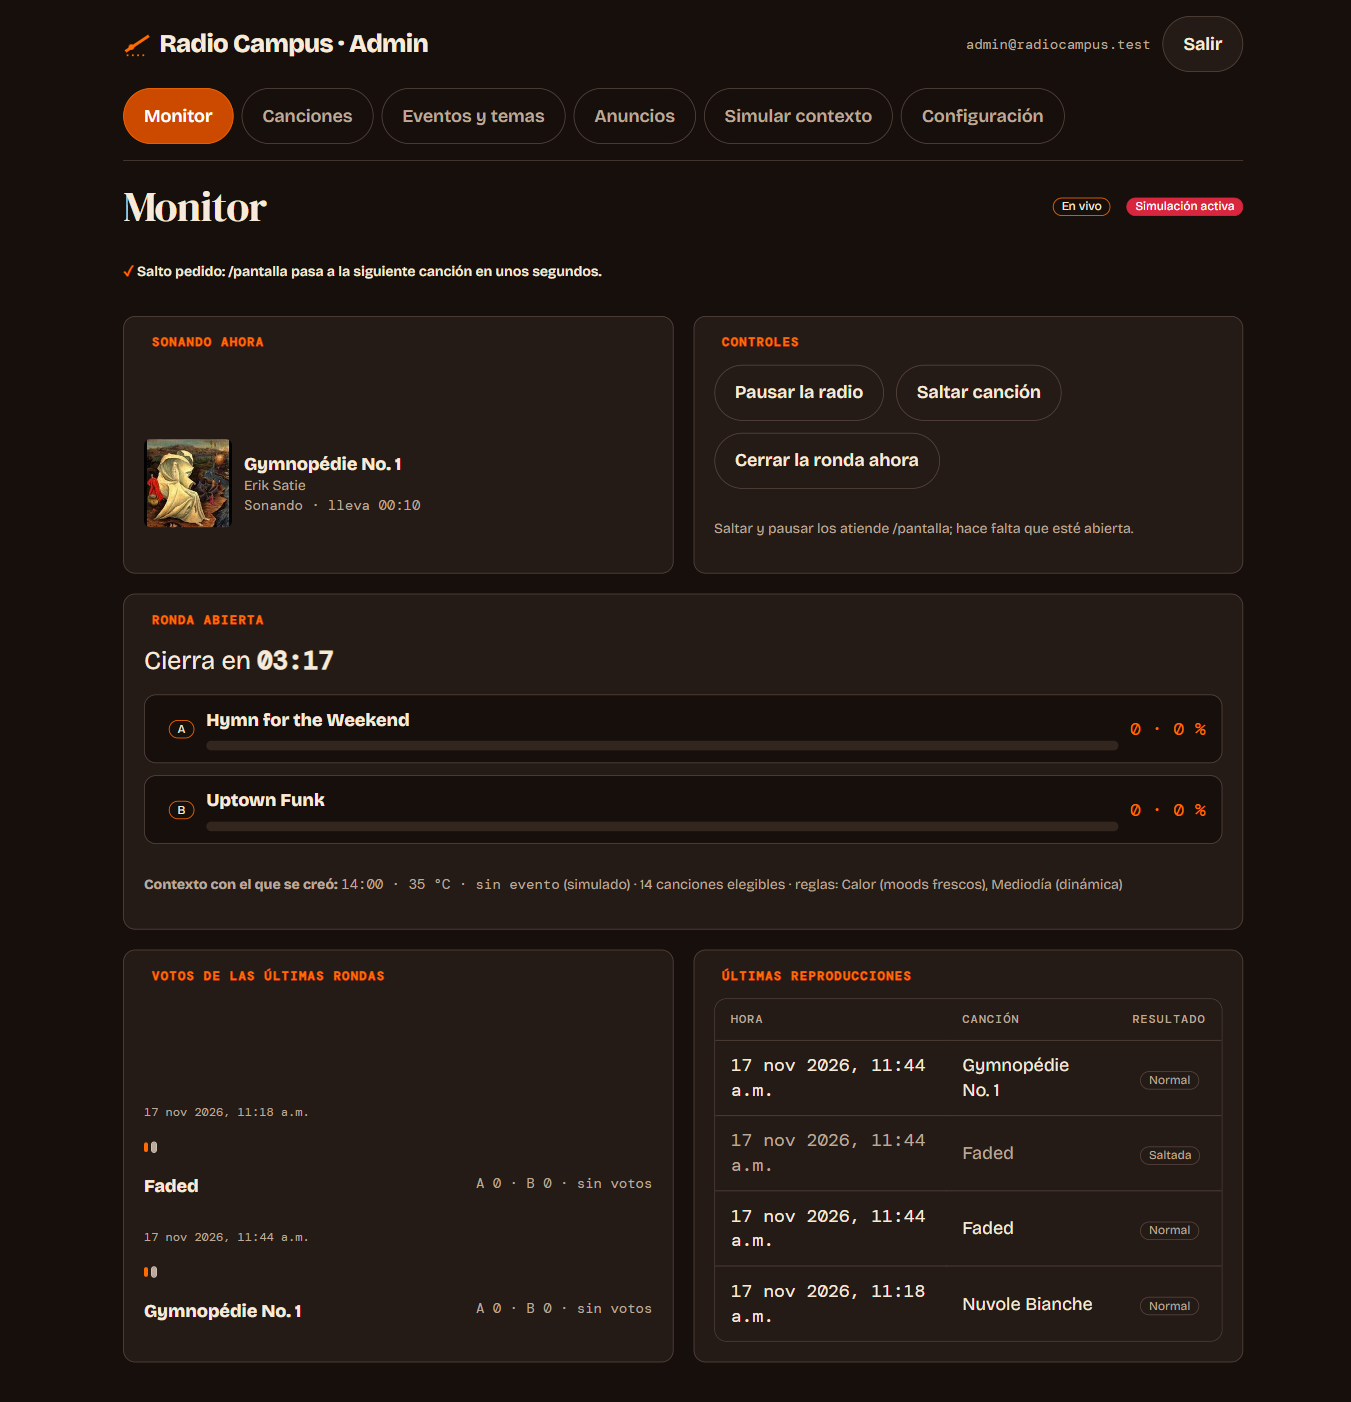 Radio Campus · Admin
admin@radiocampus.test
Salir
Monitor
Canciones
Eventos y temas
Anuncios
Simular contexto
Configuración
Monitor
En vivo
Simulación activa
✓ Salto pedido: /pantalla pasa a la siguiente canción en unos segundos.
SONANDO AHORA
Gymnopédie No. 1
Erik Satie
Sonando · lleva 00:10
CONTROLES
Pausar la radio
Saltar canción
Cerrar la ronda ahora
Saltar y pausar los atiende /pantalla; hace falta que esté abierta.
RONDA ABIERTA
Cierra en 03:17
A
Hymn for the Weekend
0 · 0 %
B
Uptown Funk
0 · 0 %
Contexto con el que se creó: 14:00 · 35 °C · sin evento (simulado) · 14 canciones elegibles · reglas: Calor (moods frescos), Mediodía (dinámica)
VOTOS DE LAS ÚLTIMAS RONDAS
17 nov 2026, 11:18 a.m.
Faded
A 0 · B 0 · sin votos
17 nov 2026, 11:44 a.m.
Gymnopédie No. 1
A 0 · B 0 · sin votos
ÚLTIMAS REPRODUCCIONES
HORA
CANCIÓN
RESULTADO
17 nov 2026, 11:44
a.m.
Gymnopédie
No. 1
Normal
17 nov 2026, 11:44
a.m.
Faded
Saltada
17 nov 2026, 11:44
a.m.
Faded
Normal
17 nov 2026, 11:18
a.m.
Nuvole Bianche
Normal